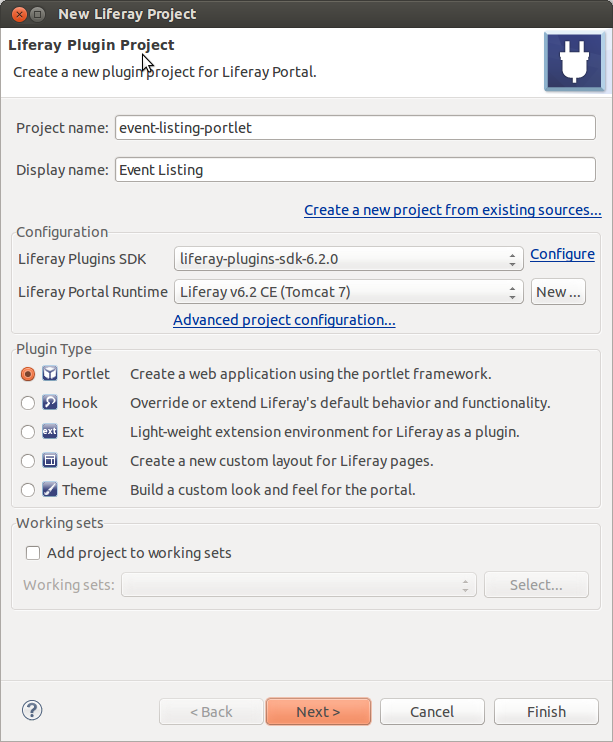 New Liferay Project
Liferay Plugin Project
Create a new plugin project for Liferay Portal.
Project name: event-listing-portlet
Display name: Event Listing
Create a new project from existing sources...
Configuration
Liferay Plugins SDK liferay-plugins-sdk-6.2.0 Configure
Liferay Portal Runtime Liferay v6.2 CE (Tomcat 7) New ...
Advanced project configuration...
Plugin Type
Portlet Create a web application using the portlet framework.
Hook Override or extend Liferay's default behavior and functionality.
ext Ext Light-weight extension environment for Liferay as a plugin.
Layout Create a new custom layout for Liferay pages.
Theme Build a custom look and feel for the portal.
Working sets
Add project to working sets
Working sets: Select...
? < Back Next > Cancel Finish